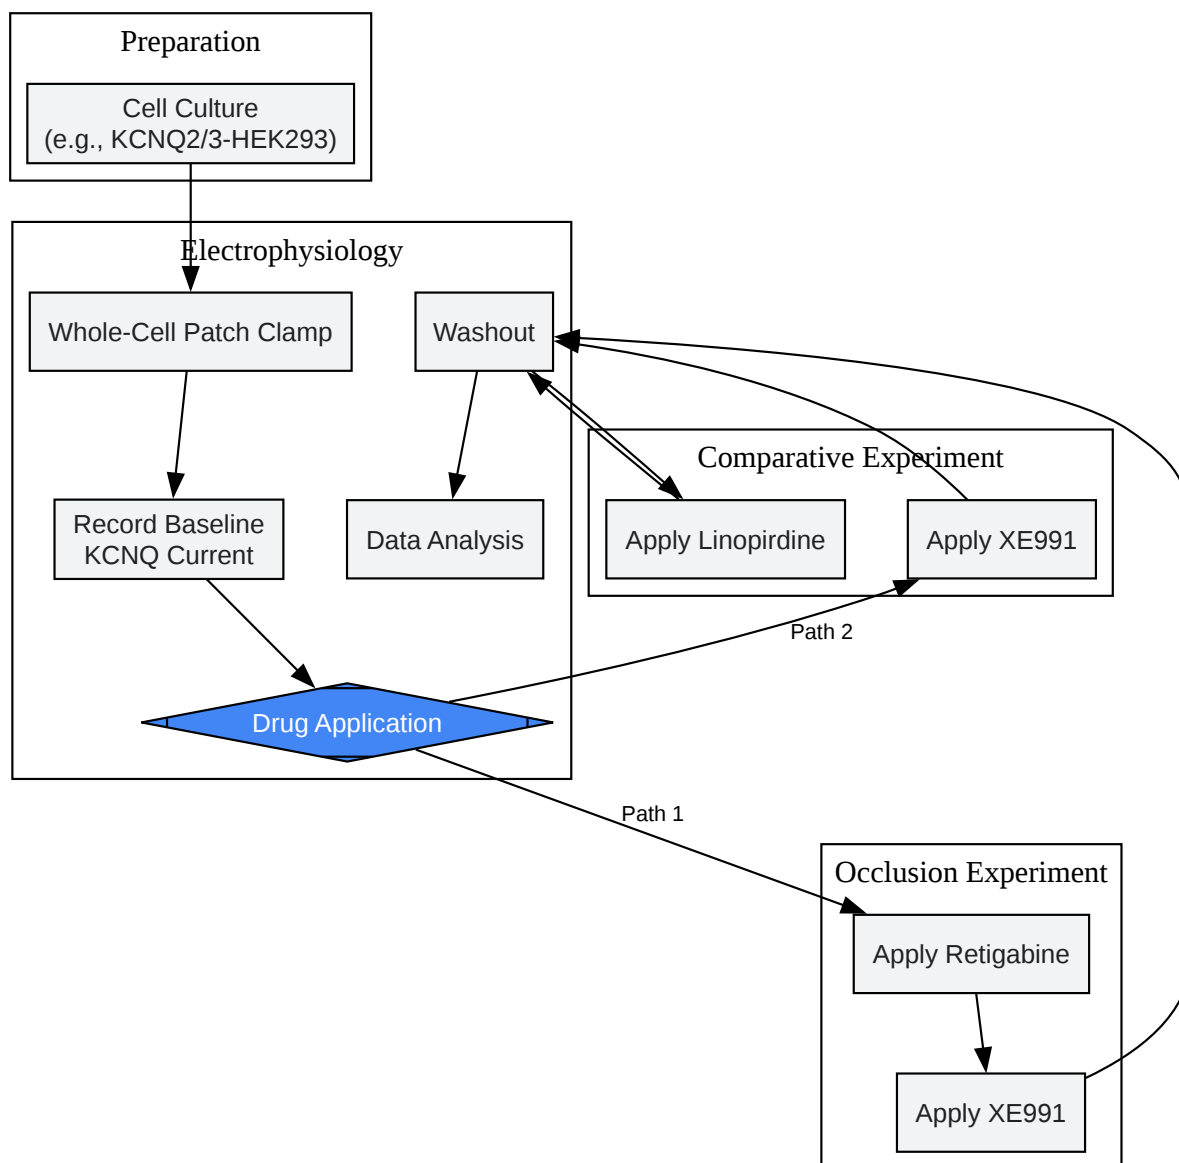 Preparation
Cell Culture
(e.g., KCNQ2/3-HEK293)
Electrophysiology
Whole-Cell Patch Clamp
Washout
Comparative Experiment
Record Baseline
KCNQ Current
Data Analysis
Apply Linopirdine
Apply XE991
Path 2
Drug Application
Path 1
Occlusion Experiment
Apply Retigabine
Apply XE991